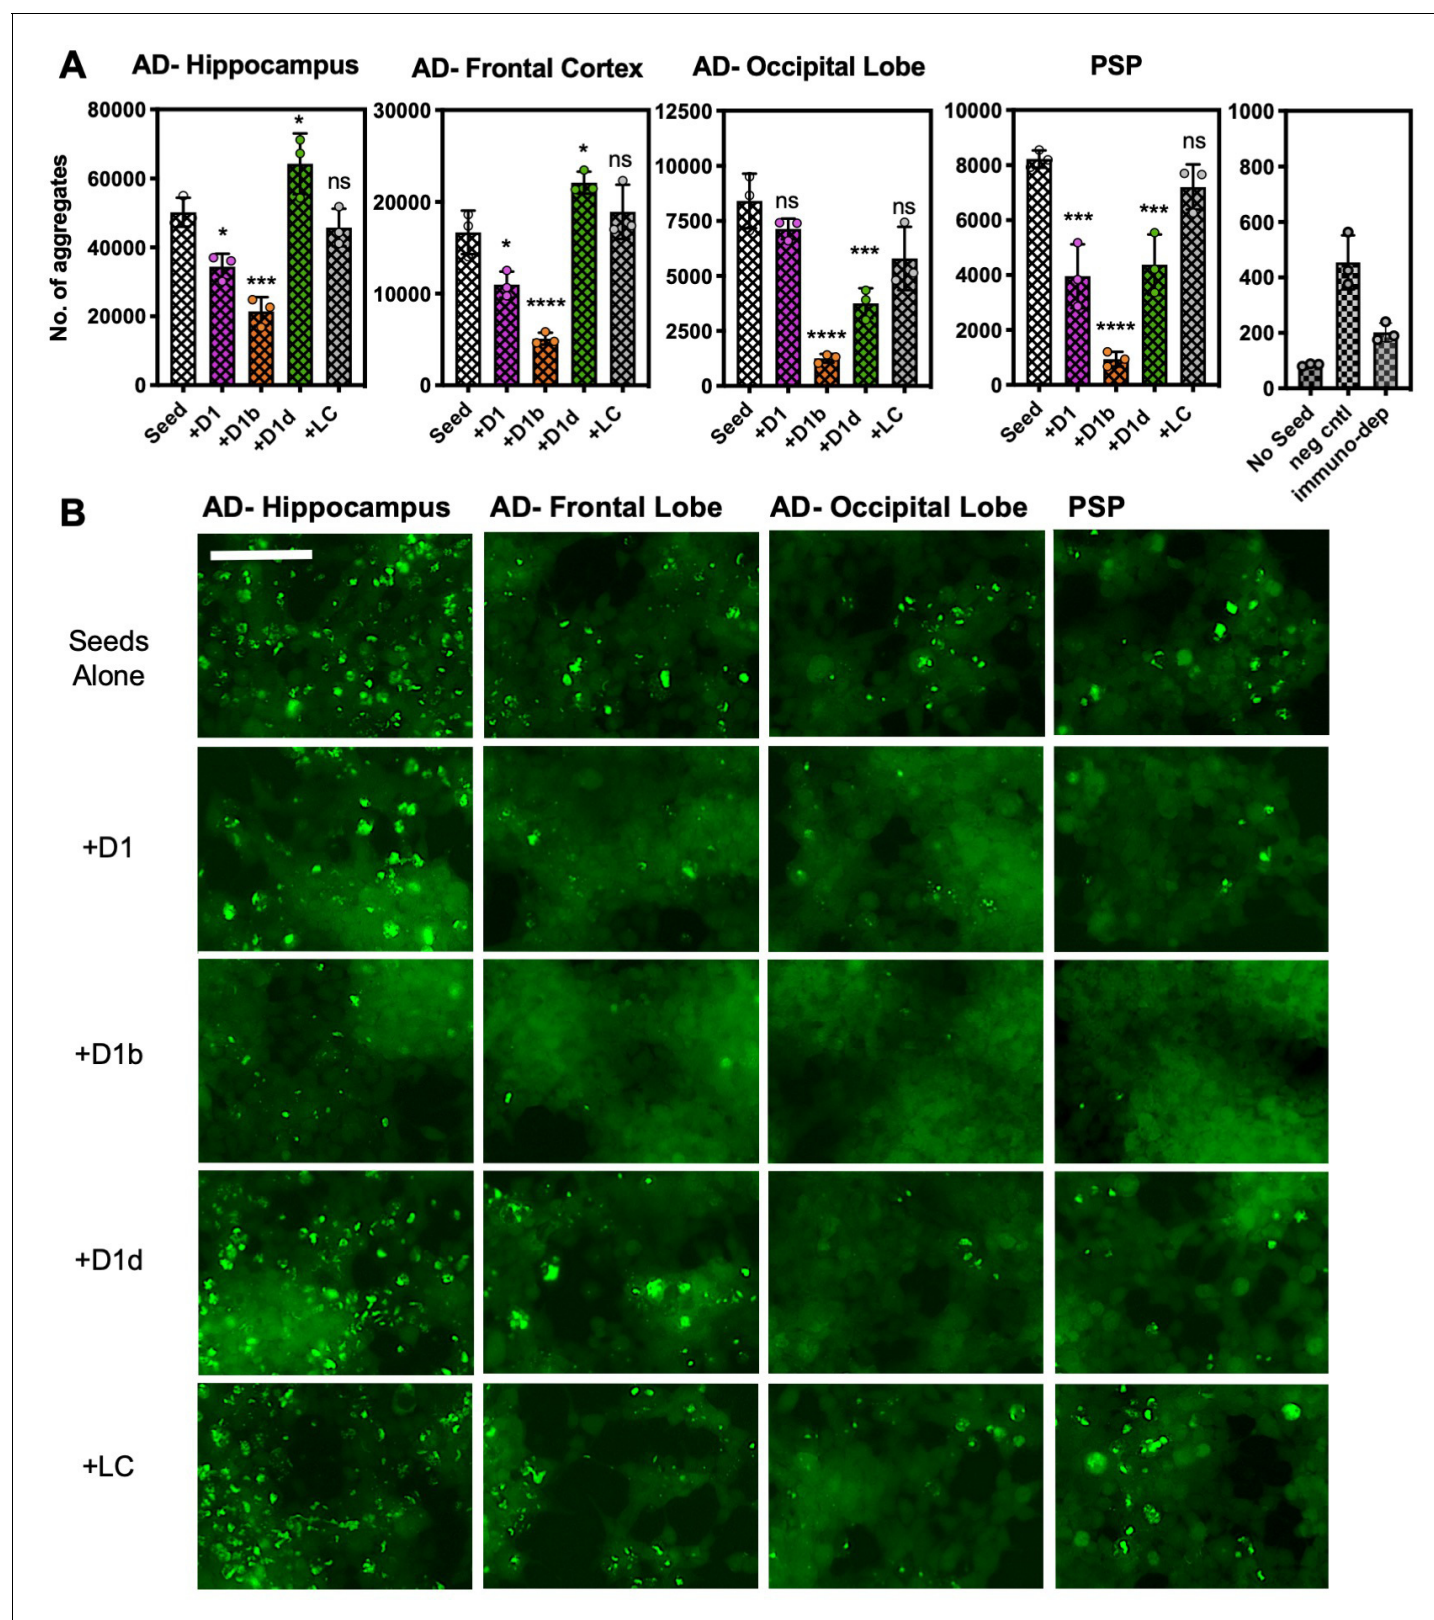 A
AD- Hippocampus
AD- Frontal Cortex
AD- Occipital Lobe
PSP
No. of aggregates
80000
60000
40000
20000
0
*
*
***
ns
Seed
+D1
+D1b
+D1d
+LC
30000
20000
10000
0
*
****
*
ns
Seed
+D1
+D1b
+D1d
+LC
12500
10000
7500
5000
2500
0
ns
****
***
ns
Seed
+D1
+D1b
+D1d
+LC
10000
8000
6000
4000
2000
0
***
****
***
ns
Seed
+D1
+D1b
+D1d
+LC
1000
800
600
400
200
0
No Seed
neg cntl
immuno-dep
B
AD- Hippocampus
AD- Frontal Lobe
AD- Occipital Lobe
PSP
Seeds
Alone
+D1
+D1b
+D1d
+LC